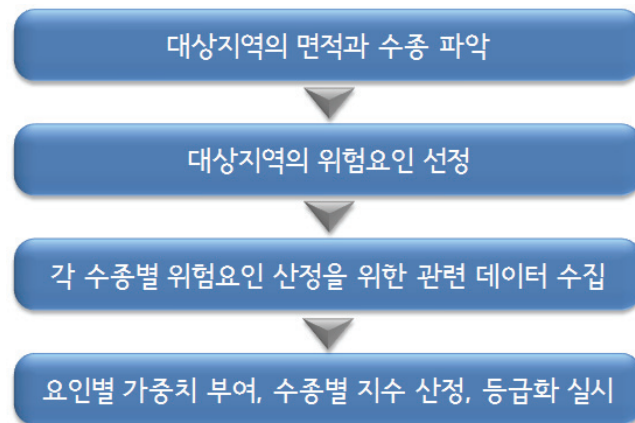 대상지역의 면적과 수종 파악
대상지역의 위험요인 선정
각 수종별 위험요인 산정을 위한 관련 데이터 수집
요인별 가중치 부여, 수종별 지수 산정, 등급화 실시